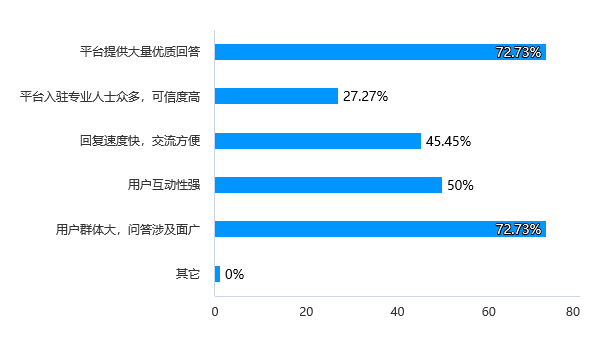 平台提供大量优质回答
72.73%
平台入驻专业人士众多，可信度高
27.27%
回复速度快，交流方便
45.45%
用户互动性强
50%
用户群体大，问答涉及面广
72.73%
其它
0%
0 20 40 60 80